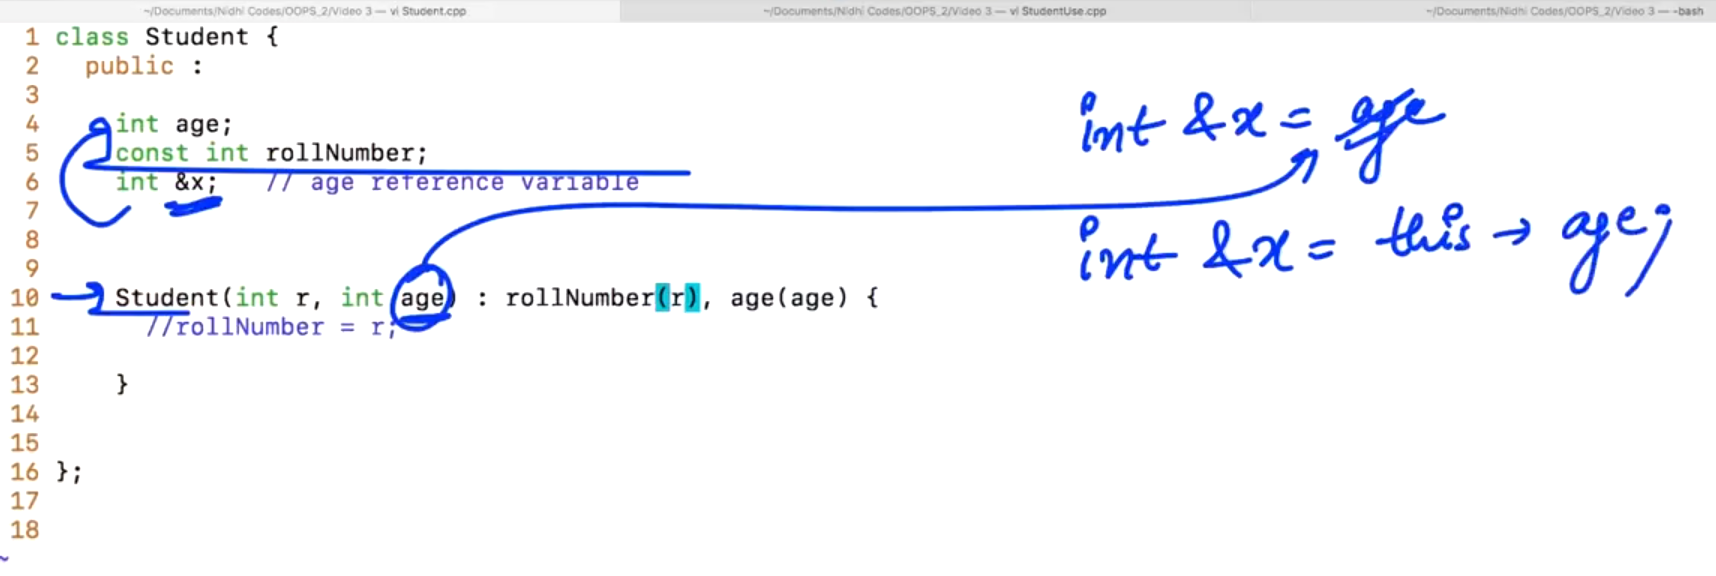 ~/Documents/Nidhi Codes/OOPS_2/Video 3 — vi Student.cpp ~/Documents/Nidhi Codes/OOPS_2/Video 3 — vi StudentUse.cpp ~/Documents/Nidhi Codes/OOPS_2/Video 3 — -bash
1 class Student {
2 public :
3
4 int age;
5 const int rollNumber;
6 int &x; // age reference variable
7
8
9
10 Student(int r, int age) : rollNumber(r), age(age) {
11 //rollNumber = r;
12
13 }
14
15
16 };
17
18
~
int &x = age
int &x = this → age;